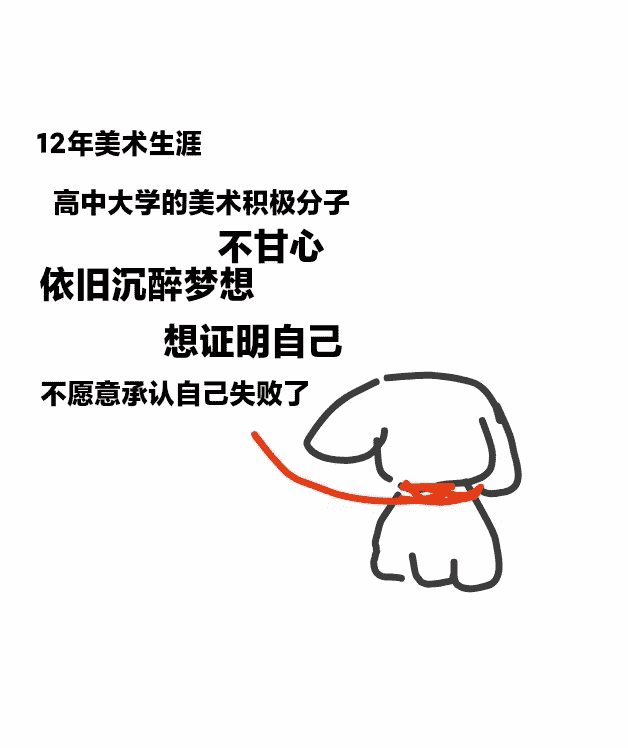 12年美术生涯
高中大学的美术积极分子
不甘心
依旧沉醉梦想
想证明自己
不愿意承认自己失败了